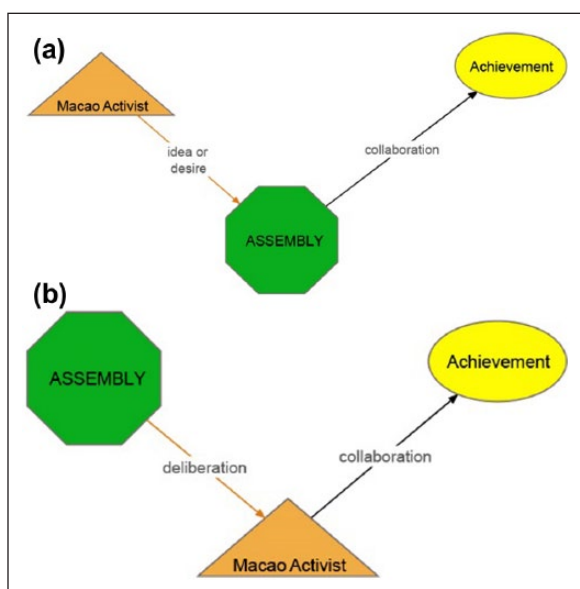 (a)
Achievement
Macao Activist
idea or
desire
collaboration
ASSEMBLY
(b)
ASSEMBLY
Achievement
deliberation
collaboration
Macao Activist